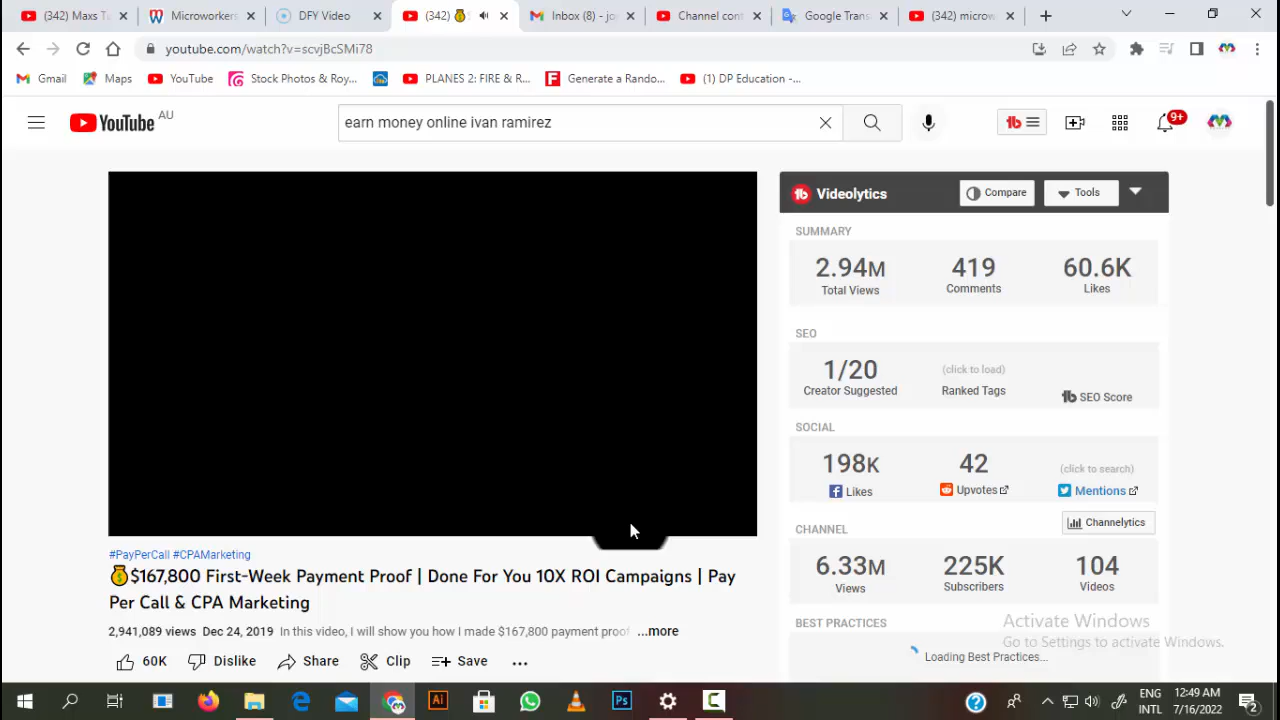 (342) Maxs Tu
Microworkers
DFY Video
(342)
Inbox (8) - jo
Channel cont
Google Tran
(342) microw
youtube.com/watch?v=scvjBcSMi78
Gmail
Maps
YouTube
Stock Photos & Roy...
PLANES 2: FIRE & R...
Generate a Rando...
(1) DP Education -...
YouTube AU
earn money online ivan ramirez
9+
Videolytics
Compare
Tools
SUMMARY
2.94M 419 60.6K
Total Views Comments Likes
SEO
1/20 (click to load)
Creator Suggested Ranked Tags SEO Score
SOCIAL
198K 42 (click to search)
Likes Upvotes Mentions
CHANNEL
Channelytics
6.33M 225K 104
Views Subscribers Videos
BEST PRACTICES
Loading Best Practices...
#PayPerCall #CPAMarketing
💰$167,800 First-Week Payment Proof | Done For You 10X ROI Campaigns | Pay
Per Call & CPA Marketing
2,941,089 views Dec 24, 2019 In this video, I will show you how I made $167,800 payment proof ...more
60K Dislike Share Clip Save
Activate Windows
Go to Settings to activate Windows.
Ai
Ps
ENG
INTL
12:49 AM
7/16/2022
2